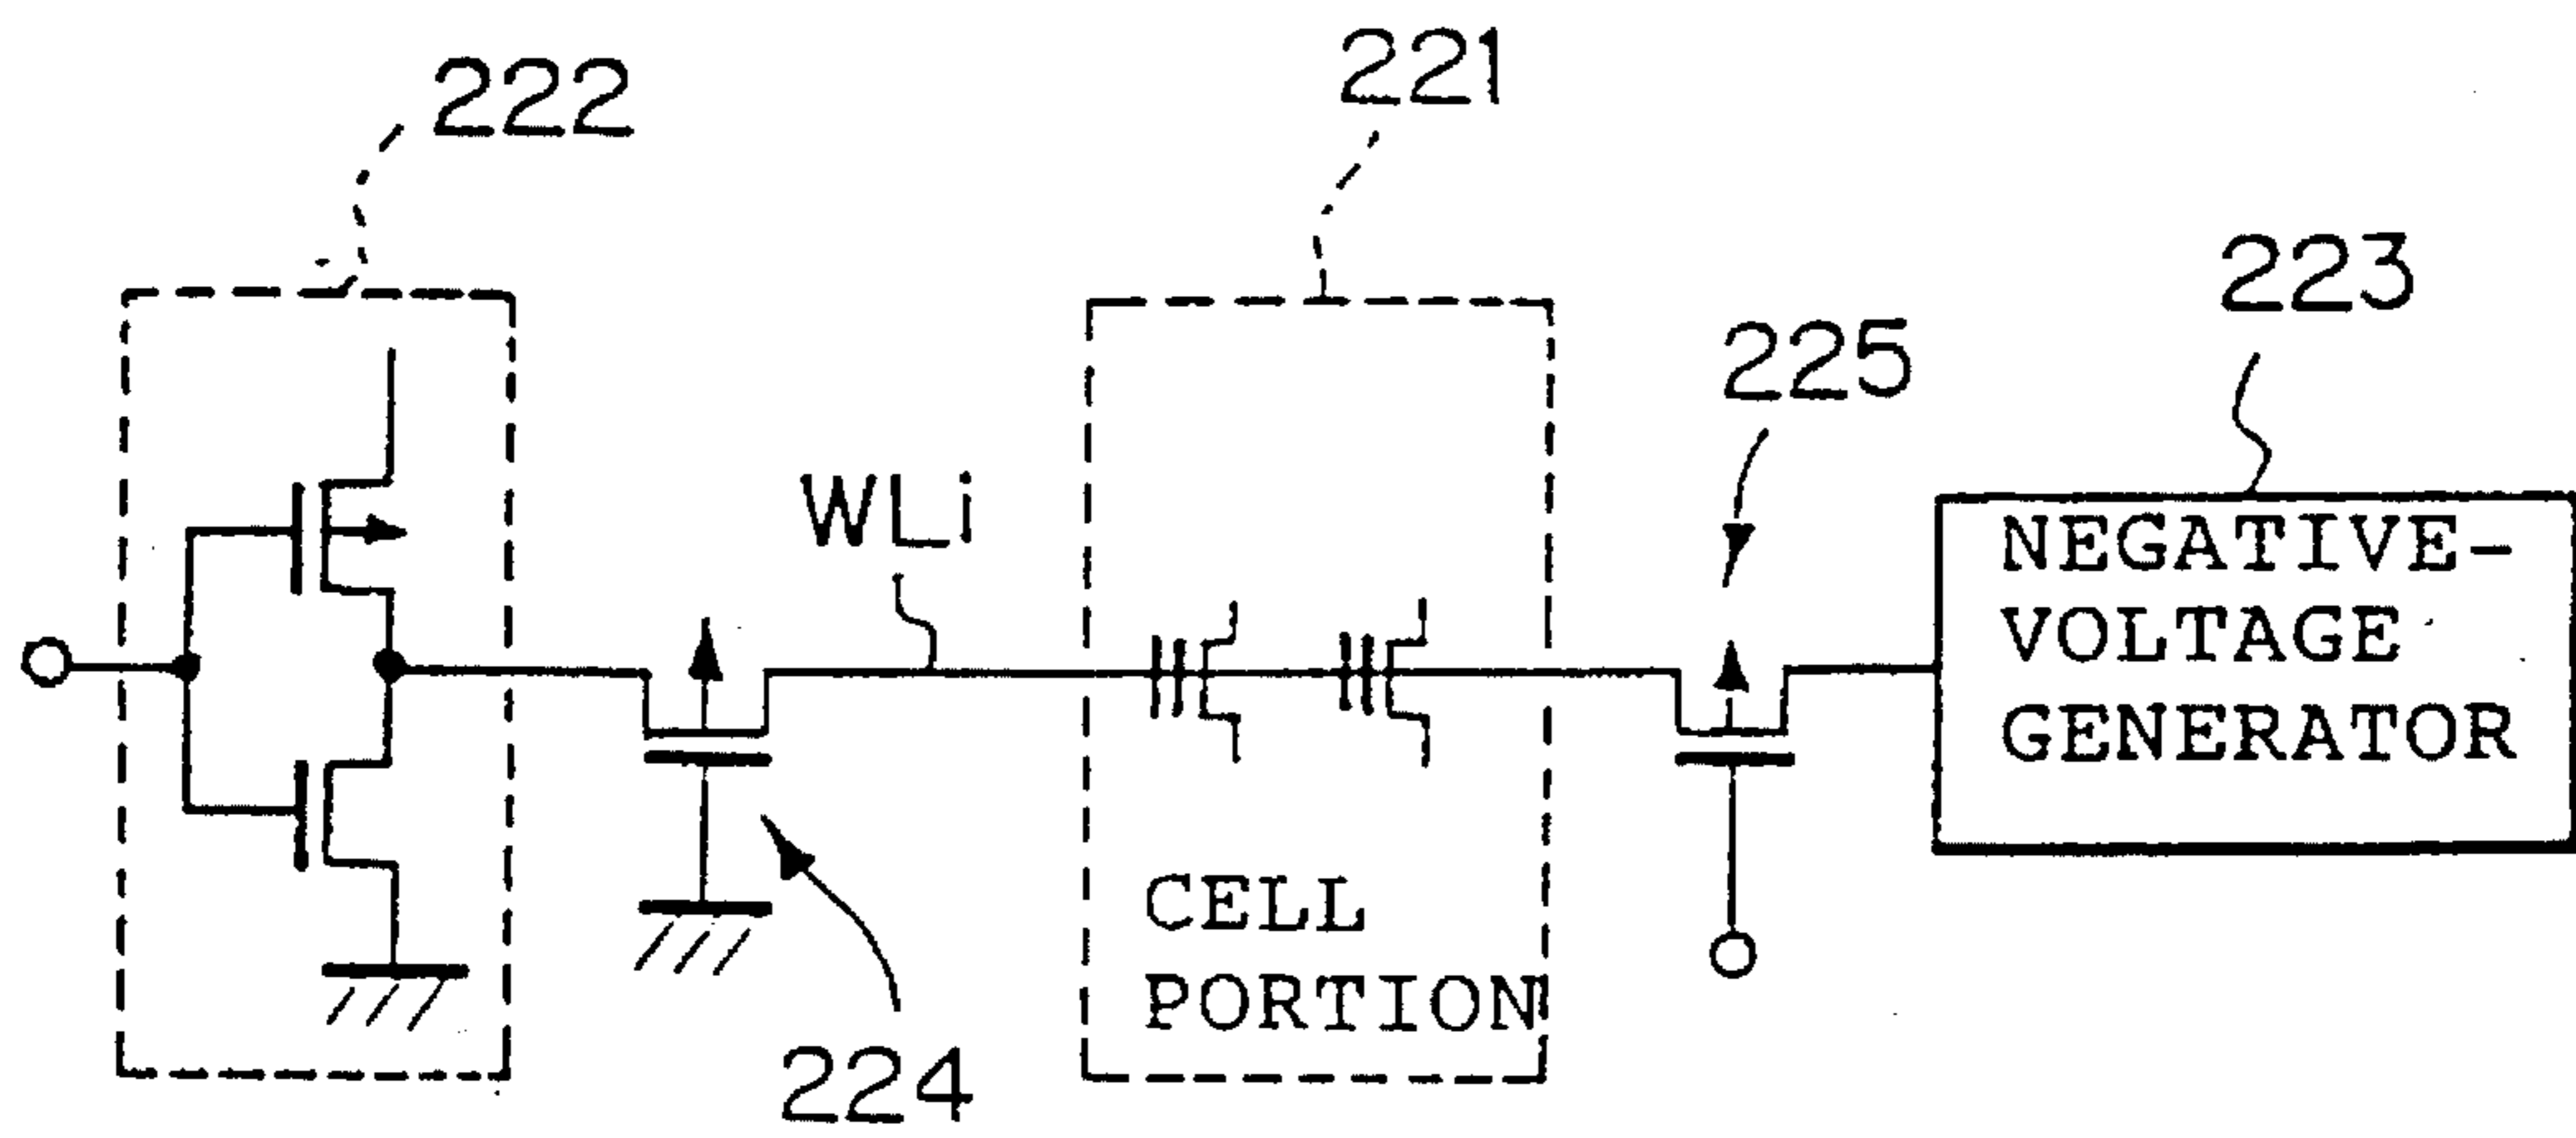 222
221
223
225
WLi
NEGATIVE-
VOLTAGE
GENERATOR
CELL
PORTION
224